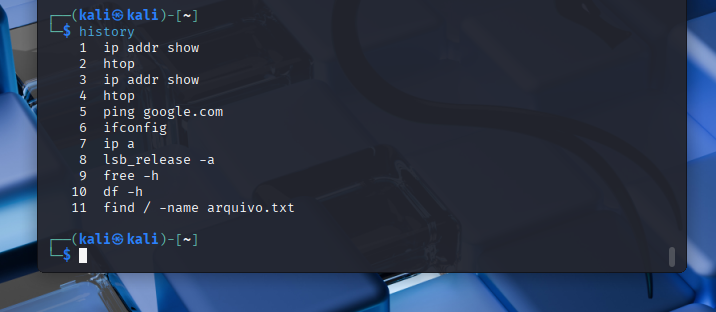 ┌──(kali㉿kali)-[~]
└─$ history
1 ip addr show
2 htop
3 ip addr show
4 htop
5 ping google.com
6 ifconfig
7 ip a
8 lsb_release -a
9 free -h
10 df -h
11 find / -name arquivo.txt
┌──(kali㉿kali)-[~]
└─$